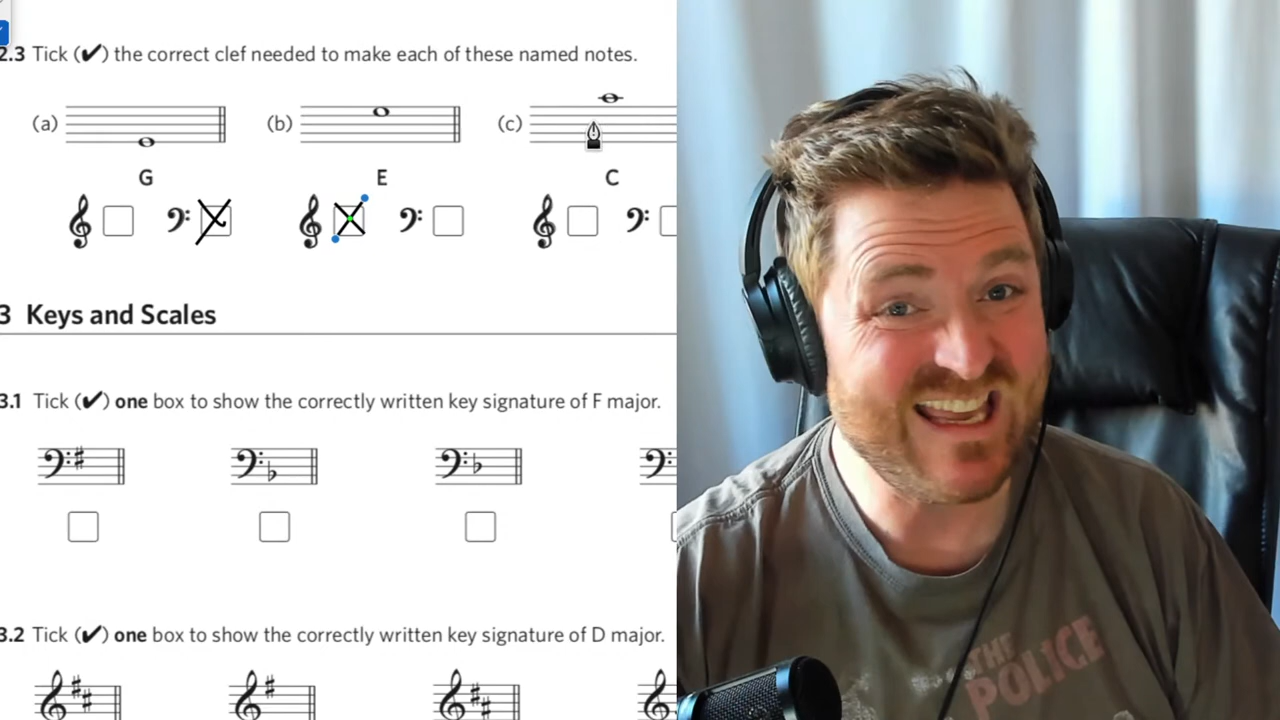 2.3 Tick (✔) the correct clef needed to make each of these named notes.
(a) (b) (c)
G E C
3 Keys and Scales
3.1 Tick (✔) one box to show the correctly written key signature of F major.
3.2 Tick (✔) one box to show the correctly written key signature of D major.
THE
POLICE